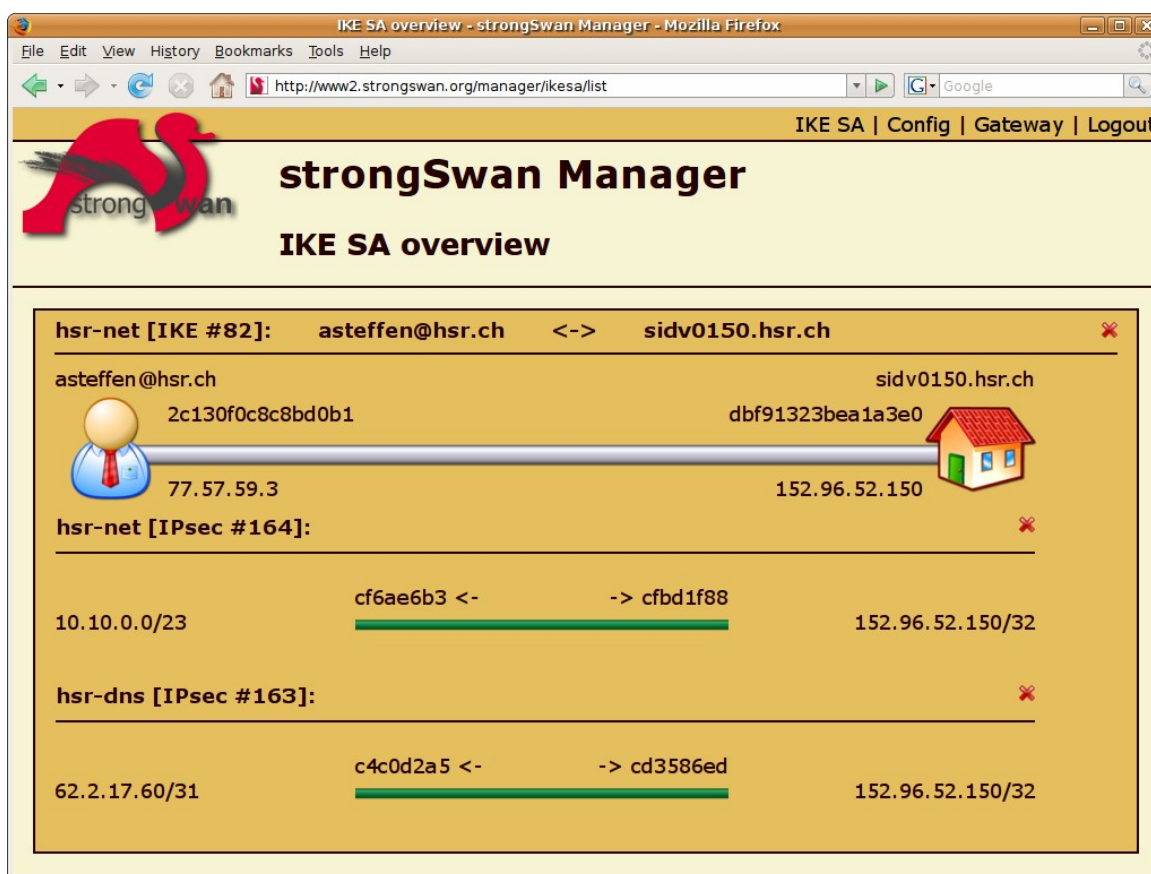 IKE SA overview - strongSwan Manager - Mozilla Firefox
File Edit View History Bookmarks Tools Help
http://www2.strongswan.org/manager/ikesa/list
G Google
IKE SA | Config | Gateway | Logout
strongSwan
strongSwan Manager
IKE SA overview
hsr-net [IKE #82]: asteffen@hsr.ch <-> sidv0150.hsr.ch
asteffen@hsr.ch sidv0150.hsr.ch
2c130f0c8c8bd0b1 dbf91323bea1a3e0
77.57.59.3 152.96.52.150
hsr-net [IPsec #164]:
cf6ae6b3 <- -> cfbd1f88
10.10.0.0/23 152.96.52.150/32
hsr-dns [IPsec #163]:
c4c0d2a5 <- -> cd3586ed
62.2.17.60/31 152.96.52.150/32